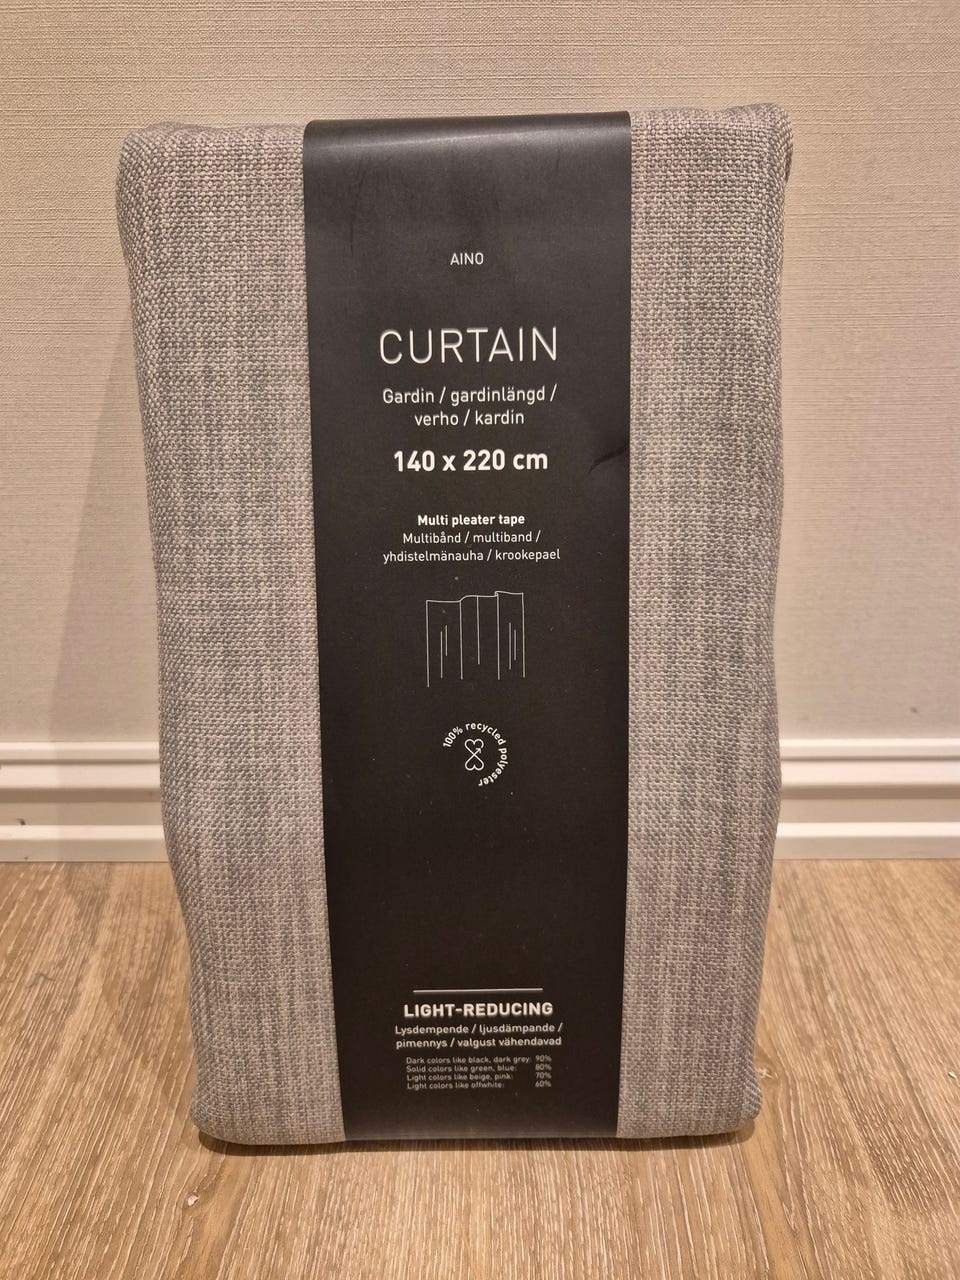 AINO
CURTAIN
Gardin / gardinlängd /
verho / kardin
140 x 220 cm
Multi pleater tape
Multibånd / multiband /
yhdistelmänauha / krookepael
100% recycled polyester
LIGHT-REDUCING
Lysdempende / ljusdämpande /
pimennys / valgust vähendavad
Dark colors like black, dark grey: 90%
Solid colors like green, blue: 80%
Light colors like beige, pink: 70%
Light colors like offwhite: 60%